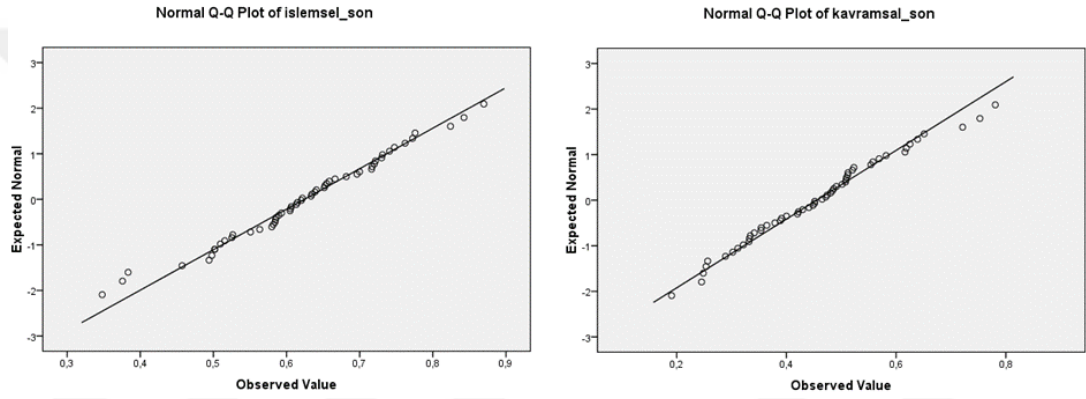 Normal Q-Q Plot of islemsel_son
Expected Normal
3
2
1
0
-1
-2
-3
0,3 0,4 0,5 0,6 0,7 0,8 0,9
Observed Value
Normal Q-Q Plot of kavramsal_son
Expected Normal
3
2
1
0
-1
-2
-3
0,2 0,4 0,6 0,8
Observed Value